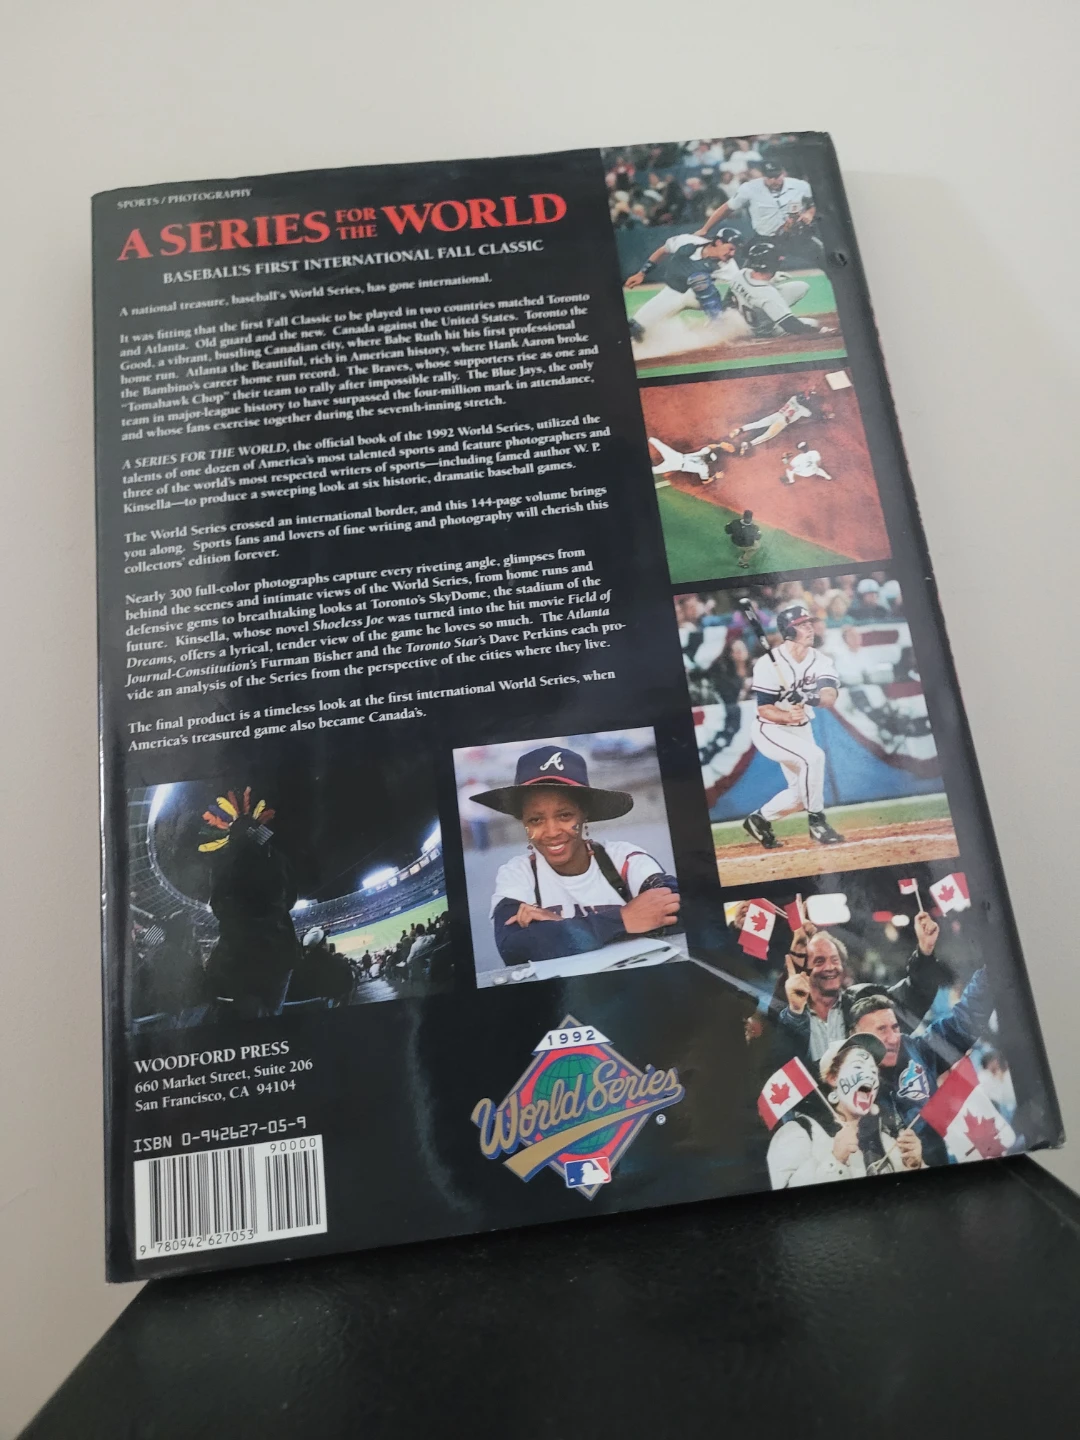 SPORTS / PHOTOGRAPHY
A SERIES FOR THE WORLD
BASEBALL'S FIRST INTERNATIONAL FALL CLASSIC
A national treasure, baseball's World Series, has gone international.
It was fitting that the first Fall Classic to be played in two countries matched Toronto
and Atlanta. Old guard and the new. Canada against the United States. Toronto the
Good, a vibrant, bustling Canadian city, where Babe Ruth hit his first professional
home run. Atlanta the Beautiful, rich in American history, where Hank Aaron broke
the Bambino's career home run record. The Braves, whose supporters rise as one and
"Tomahawk Chop" their team to rally after impossible rally. The Blue Jays, the only
team in major-league history to have surpassed the four-million mark in attendance,
and whose fans exercise together during the seventh-inning stretch.
A SERIES FOR THE WORLD, the official book of the 1992 World Series, utilized the
talents of one dozen of America's most talented sports and feature photographers and
three of the world's most respected writers of sports—including famed author W. P.
Kinsella—to produce a sweeping look at six historic, dramatic baseball games.
The World Series crossed an international border, and this 144-page volume brings
you along. Sports fans and lovers of fine writing and photography will cherish this
collectors' edition forever.
Nearly 300 full-color photographs capture every riveting angle, glimpses from
behind the scenes and intimate views of the World Series, from home runs and
defensive gems to breathtaking looks at Toronto's SkyDome, the stadium of the
future. Kinsella, whose novel Shoeless Joe was turned into the hit movie Field of
Dreams, offers a lyrical, tender view of the game he loves so much. The Atlanta
Journal-Constitution's Furman Bisher and the Toronto Star's Dave Perkins each pro-
vide an analysis of the Series from the perspective of the cities where they live.
The final product is a timeless look at the first international World Series, when
America's treasured game also became Canada's.
A
WOODFORD PRESS
660 Market Street, Suite 206
San Francisco, CA 94104
ISBN 0-942627-05-9
90000
9 780942 627053
1992
World Series
®
BLUE